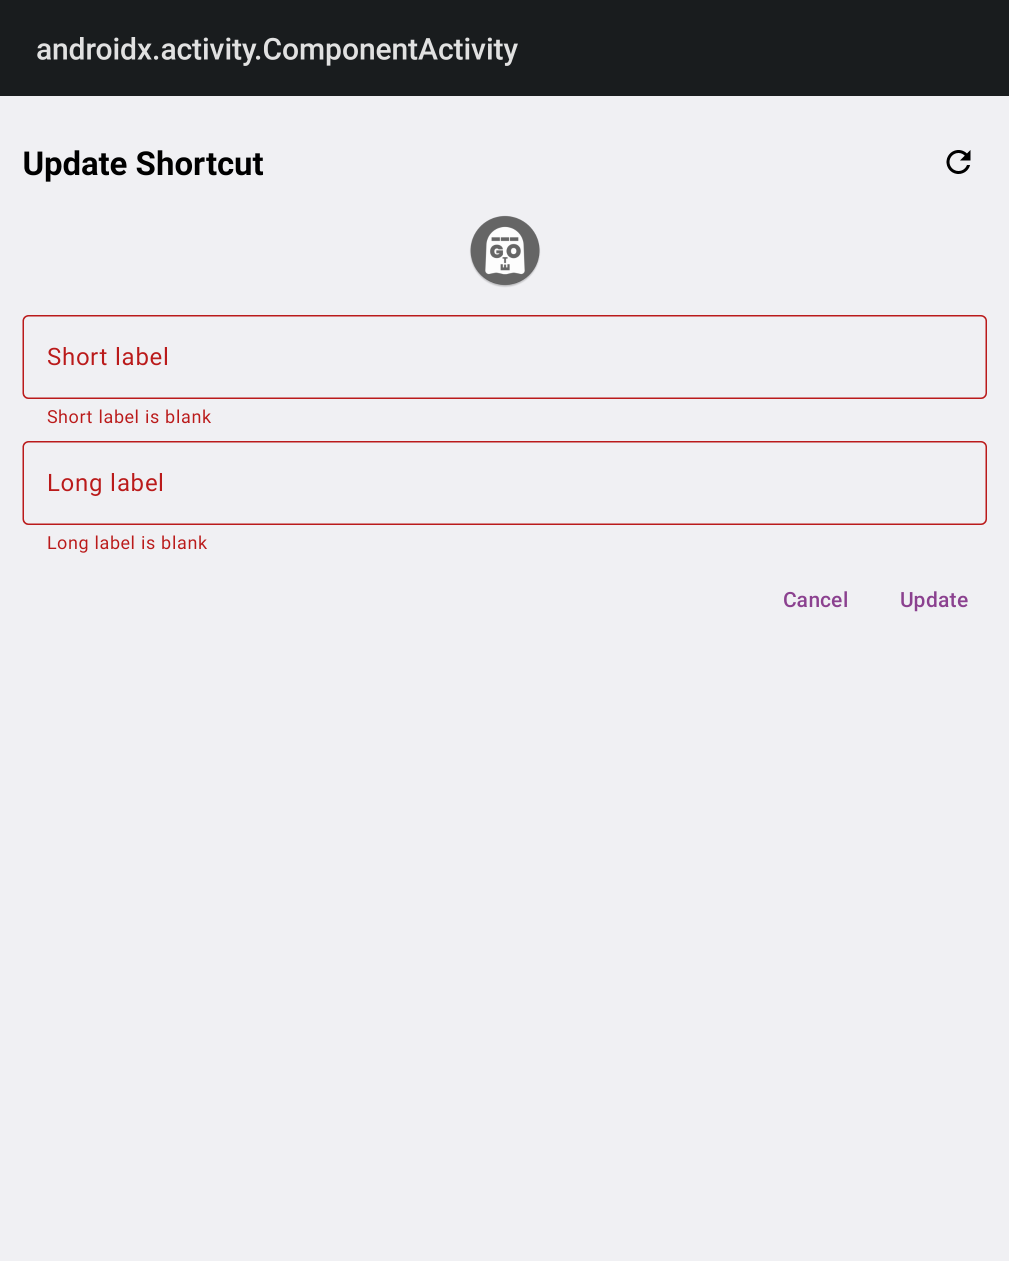 androidx.activity.ComponentActivity
Update Shortcut
GO
Short label
Short label is blank
Long label
Long label is blank
Cancel Update